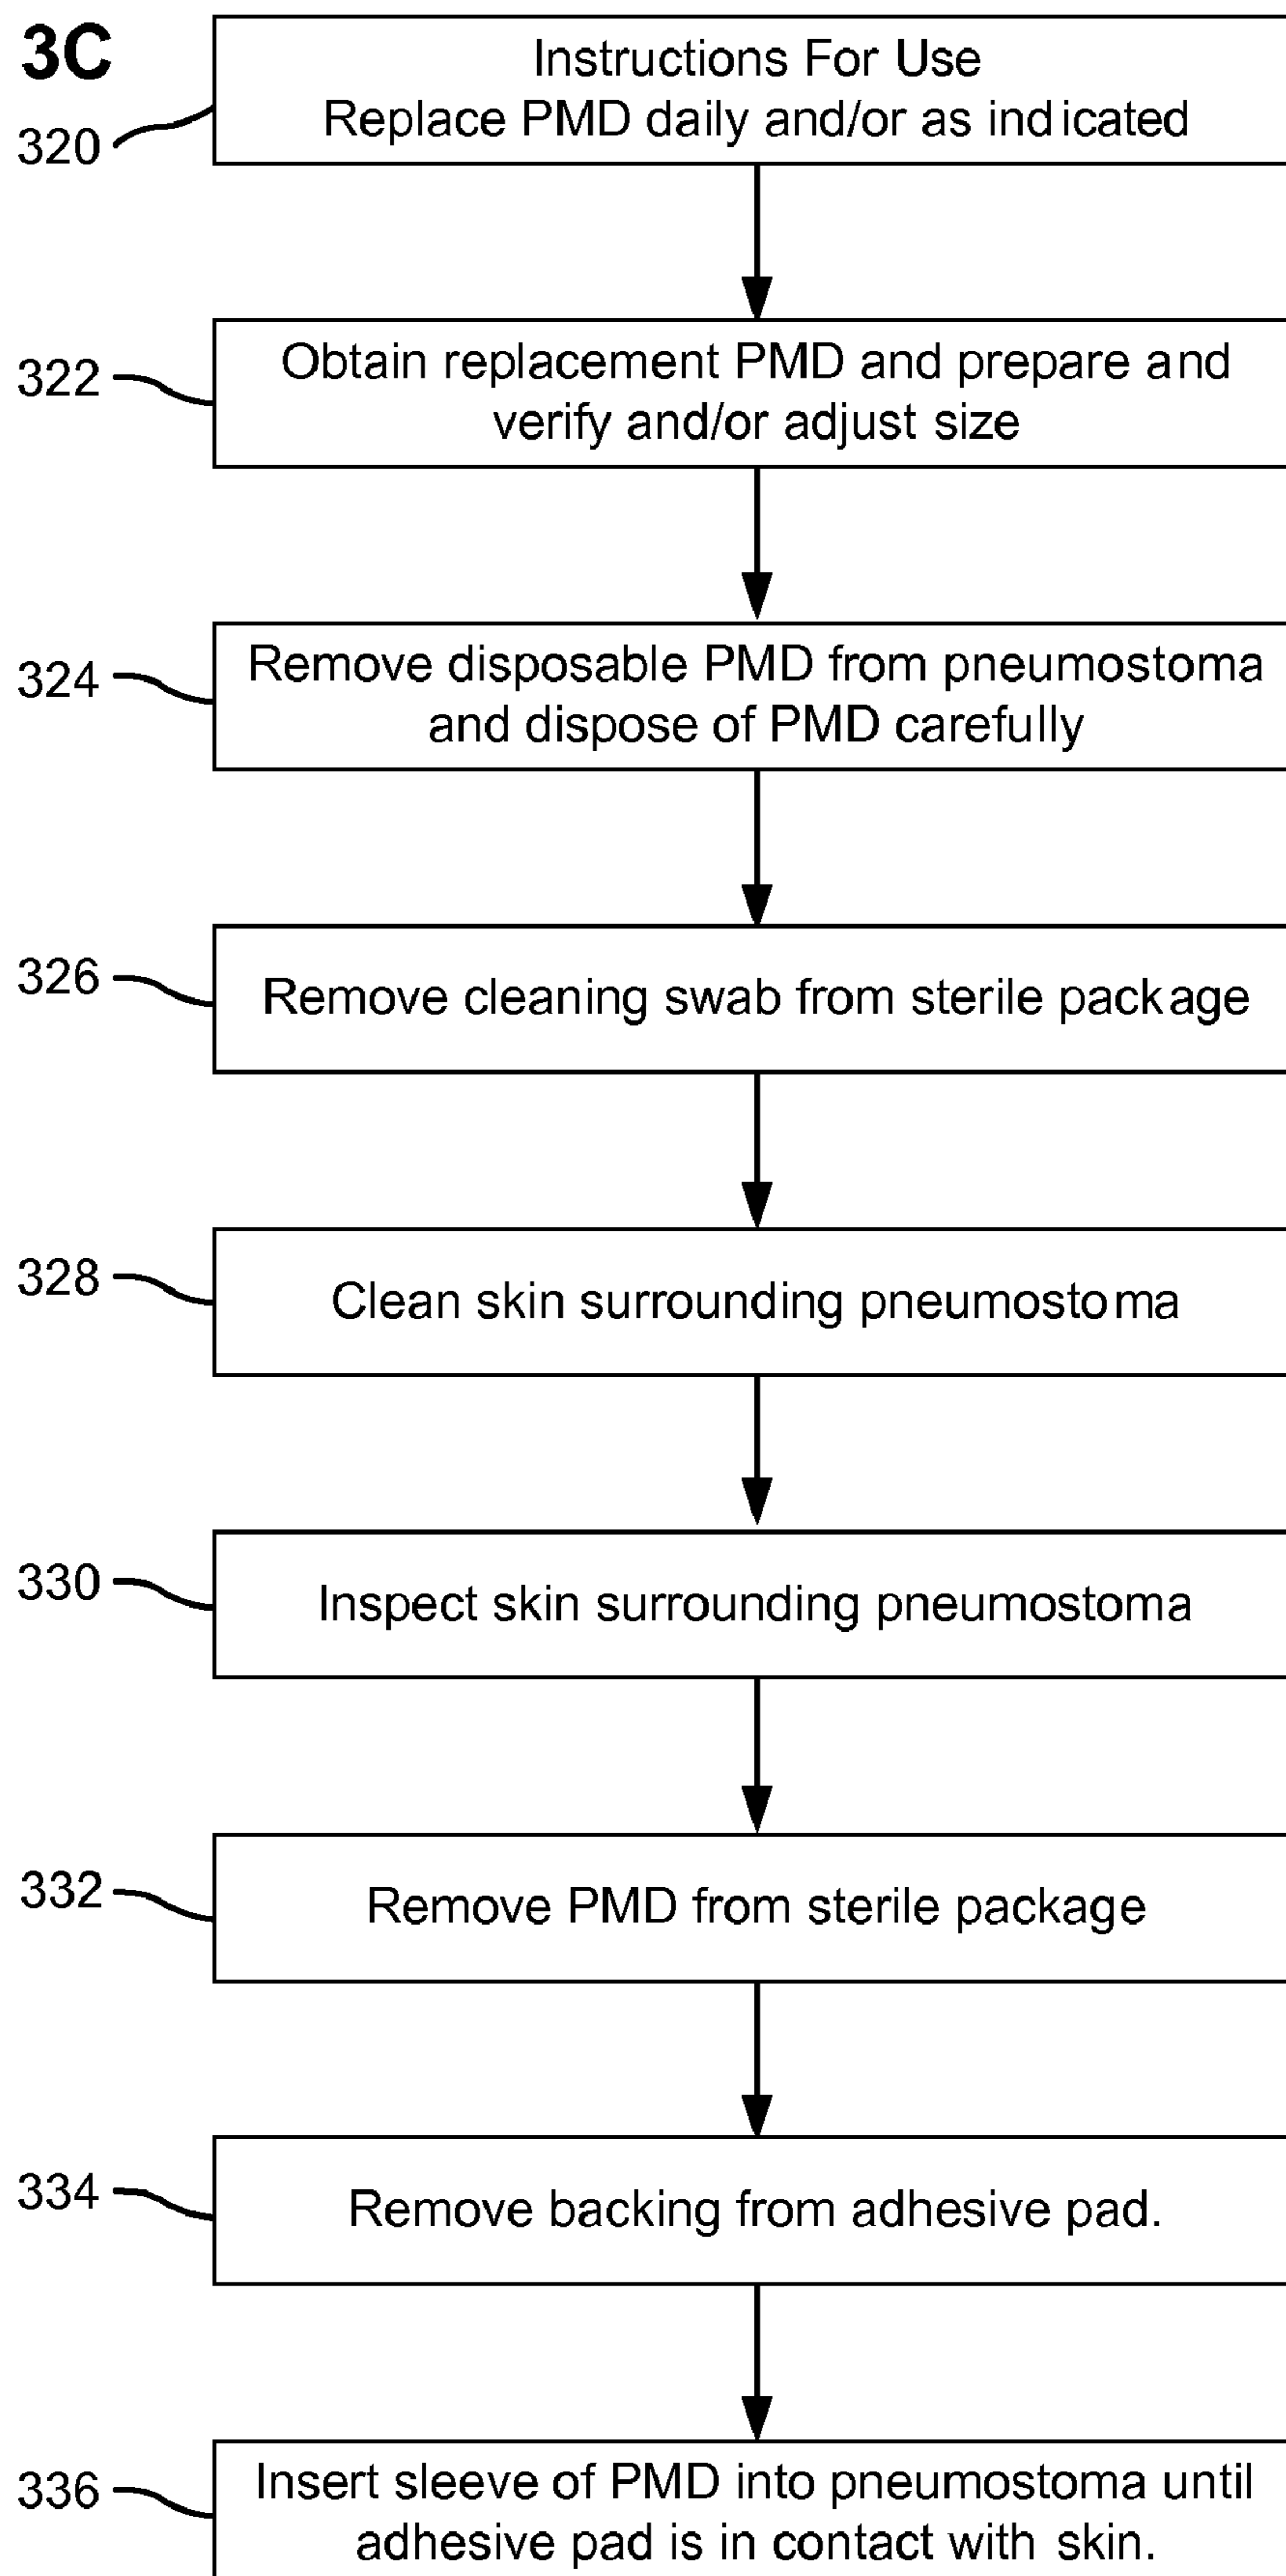 3C
Instructions For Use
320
Replace PMD daily and/or as indicated
322
Obtain replacement PMD and prepare and
verify and/or adjust size
324
Remove disposable PMD from pneumostoma
and dispose of PMD carefully
326
Remove cleaning swab from sterile package
328
Clean skin surrounding pneumostoma
330
Inspect skin surrounding pneumostoma
332
Remove PMD from sterile package
334
Remove backing from adhesive pad.
336
Insert sleeve of PMD into pneumostoma until
adhesive pad is in contact with skin.